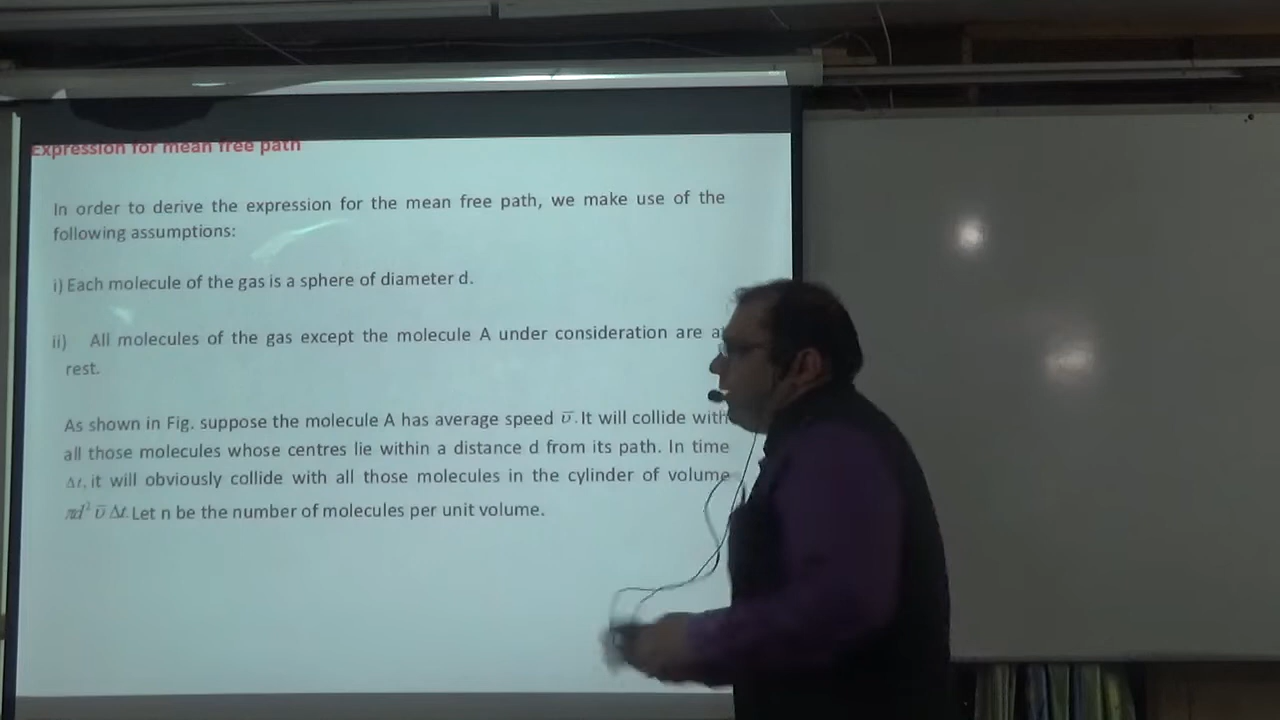 Expression for mean free path
In order to derive the expression for the mean free path, we make use of the
following assumptions:
i) Each molecule of the gas is a sphere of diameter d.
ii) All molecules of the gas except the molecule A under consideration are at
rest.
As shown in Fig. suppose the molecule A has average speed ῡ. It will collide with
all those molecules whose centres lie within a distance d from its path. In time
Δt, it will obviously collide with all those molecules in the cylinder of volume
πd² ῡ Δt. Let n be the number of molecules per unit volume.